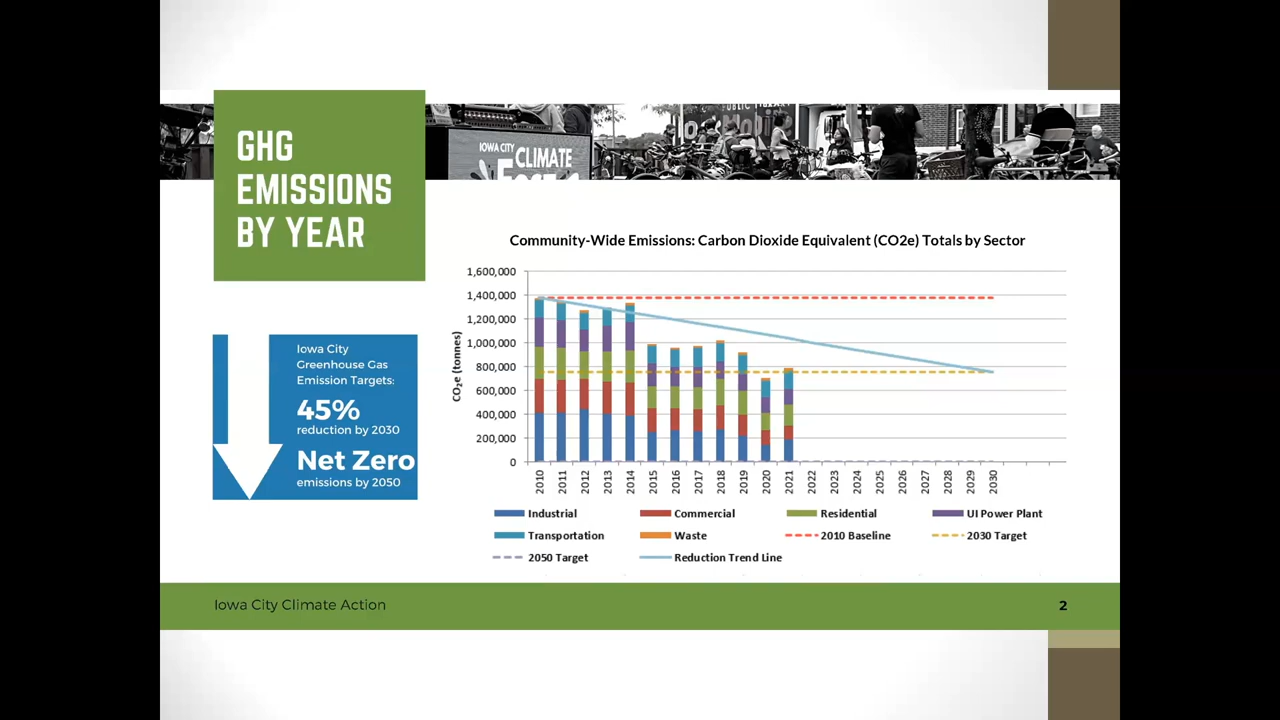 PUBLIC
IOWA CITY
CLIMATE
GHG
EMISSIONS
BY YEAR
Community-Wide Emissions: Carbon Dioxide Equivalent (CO2e) Totals by Sector
1,600,000
1,400,000
1,200,000
1,000,000
800,000
600,000
400,000
200,000
0
CO₂e (tonnes)
2010 2011 2012 2013 2014 2015 2016 2017 2018 2019 2020 2021 2022 2023 2024 2025 2026 2027 2028 2029 2030
Industrial Commercial Residential UI Power Plant
Transportation Waste 2010 Baseline 2030 Target
2050 Target Reduction Trend Line
Iowa City
Greenhouse Gas
Emission Targets:
45%
reduction by 2030
Net Zero
emissions by 2050
Iowa City Climate Action
2